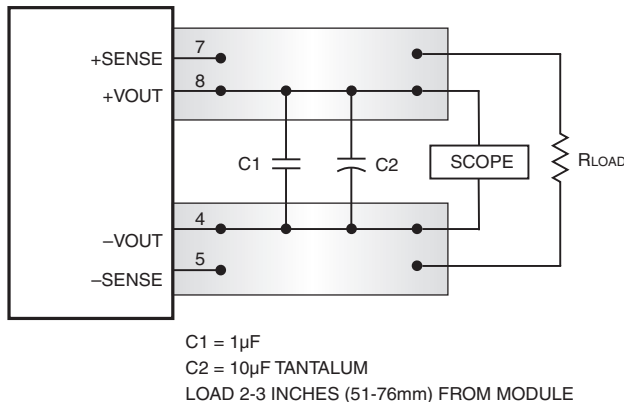 +SENSE 7
+VOUT 8
C1 C2 SCOPE RLOAD
–VOUT 4
–SENSE 5
C1 = 1µF
C2 = 10µF TANTALUM
LOAD 2-3 INCHES (51-76mm) FROM MODULE